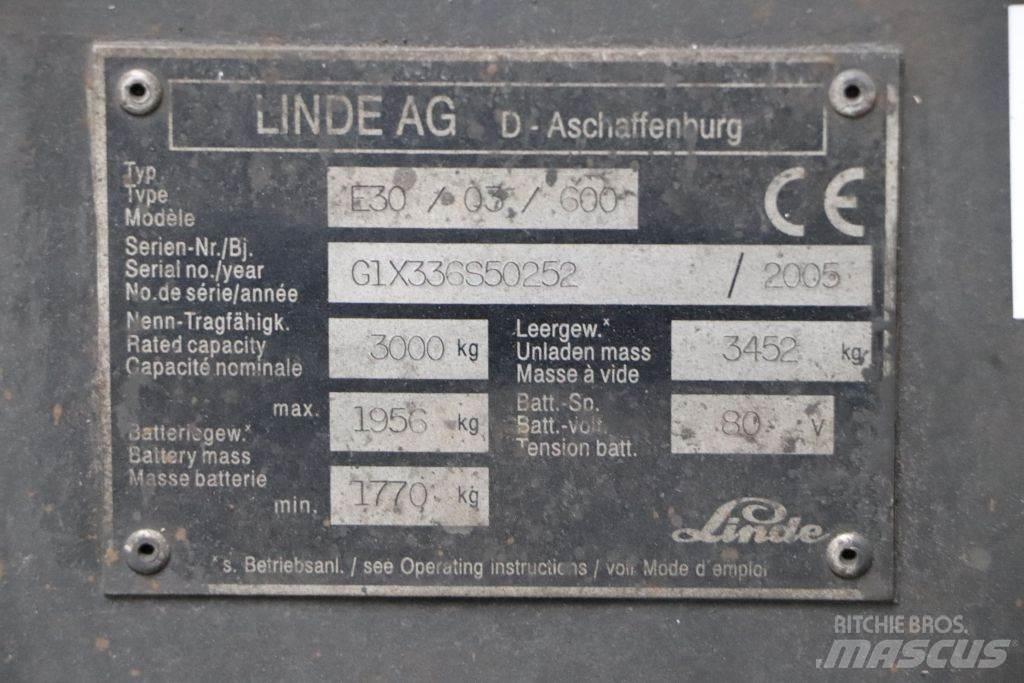 LINDE AG D - Aschaffenburg
Typ
Type
Modèle
E30 / 03 / 600
CE
Serien-Nr./Bj.
Serial no./year
No.de série/année
G1X336S50252 / 2005
Nenn-Tragfähigk.
Rated capacity
Capacité nominale
3000 kg
Leergew.*
Unladen mass
Masse à vide
3452 kg
max. 1956 kg
Batteriegew.*
Battery mass
Masse batterie
min. 1770 kg
Batt.-Sp.
Batt.-volt.
Tension batt.
80 V
Linde
*s. Betriebsanl. / see Operating instructions / voir Mode d'emploi
RITCHIE BROS.
MASCUS